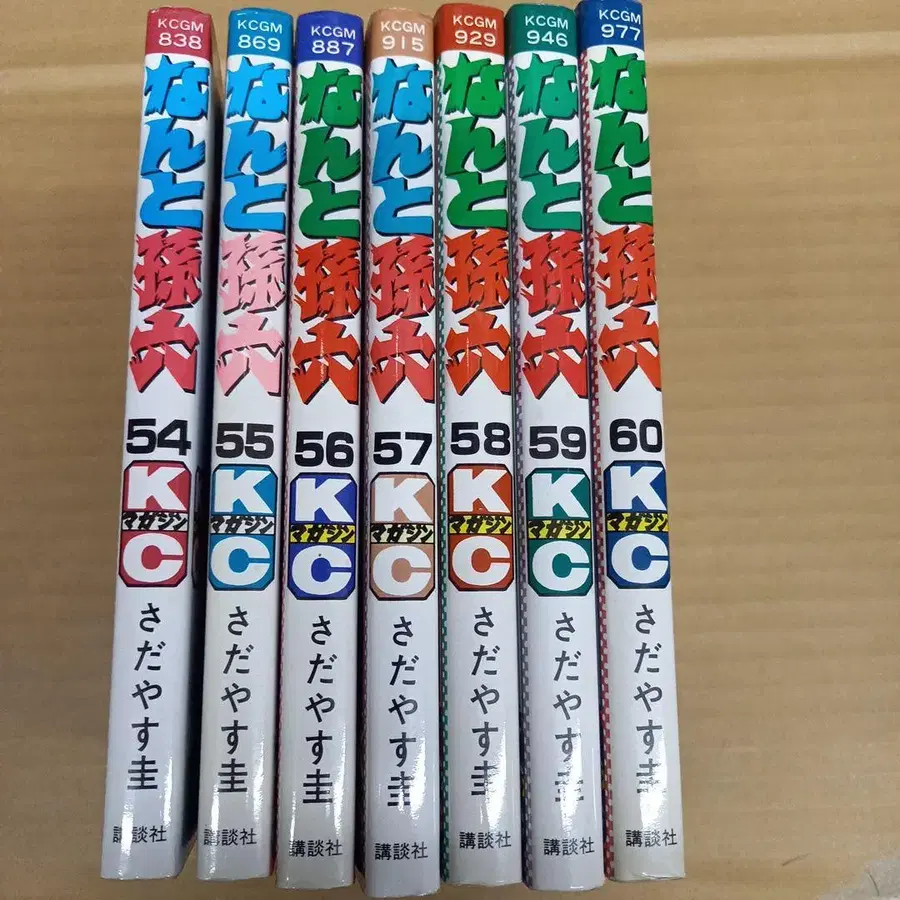 KCGM
838
なんと孫六
54
K
マガジン
C
さだやす圭
講談社
KCGM
869
なんと孫六
55
K
マガジン
C
さだやす圭
講談社
KCGM
887
なんと孫六
56
K
マガジン
C
さだやす圭
講談社
KCGM
915
なんと孫六
57
K
マガジン
C
さだやす圭
講談社
KCGM
929
なんと孫六
58
K
マガジン
C
さだやす圭
講談社
KCGM
946
なんと孫六
59
K
マガジン
C
さだやす圭
講談社
KCGM
977
なんと孫六
60
K
マガジン
C
さだやす圭
講談社